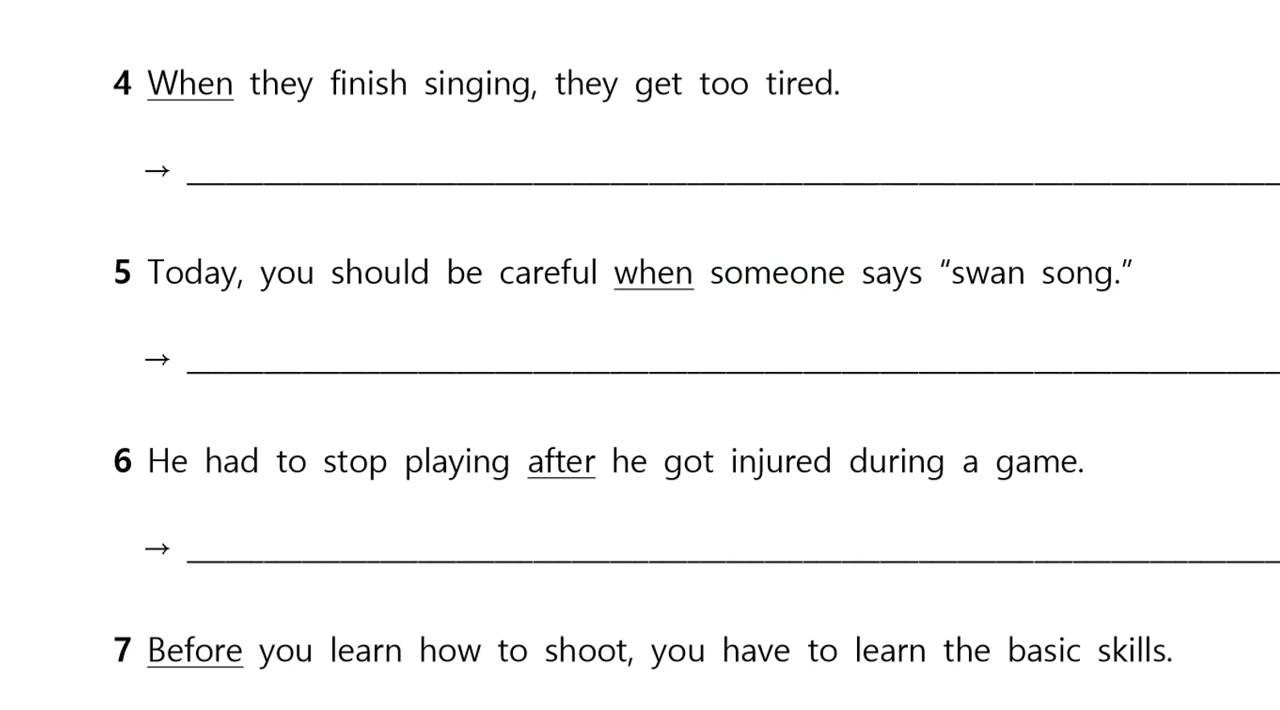 4 When they finish singing, they get too tired.
→
5 Today, you should be careful when someone says “swan song.”
→
6 He had to stop playing after he got injured during a game.
→
7 Before you learn how to shoot, you have to learn the basic skills.